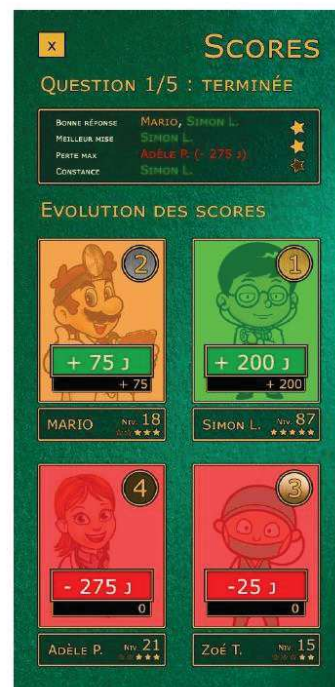 x
SCORES
QUESTION 1/5 : TERMINÉE
BONNE RÉPONSE MARIO, SIMON L.
MEILLEUR MISE SIMON L.
PERTE MAX ADÈLE P. (- 275 J)
CONSTANCE SIMON L.
EVOLUTION DES SCORES
2
+ 75 J
+ 75
MARIO NIV. 18
1
+ 200 J
+ 200
SIMON L. NIV. 87
4
- 275 J
0
ADÈLE P. NIV. 21
3
-25 J
0
ZOÉ T. NIV. 15